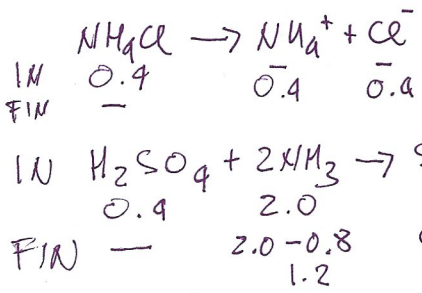 NH4Cl → NH4+ + Cl-
IN 0.4 - -
FIN - 0.4 0.4
IN H2SO4 + 2NH3 →
0.4 2.0
FIN - 2.0-0.8
1.2